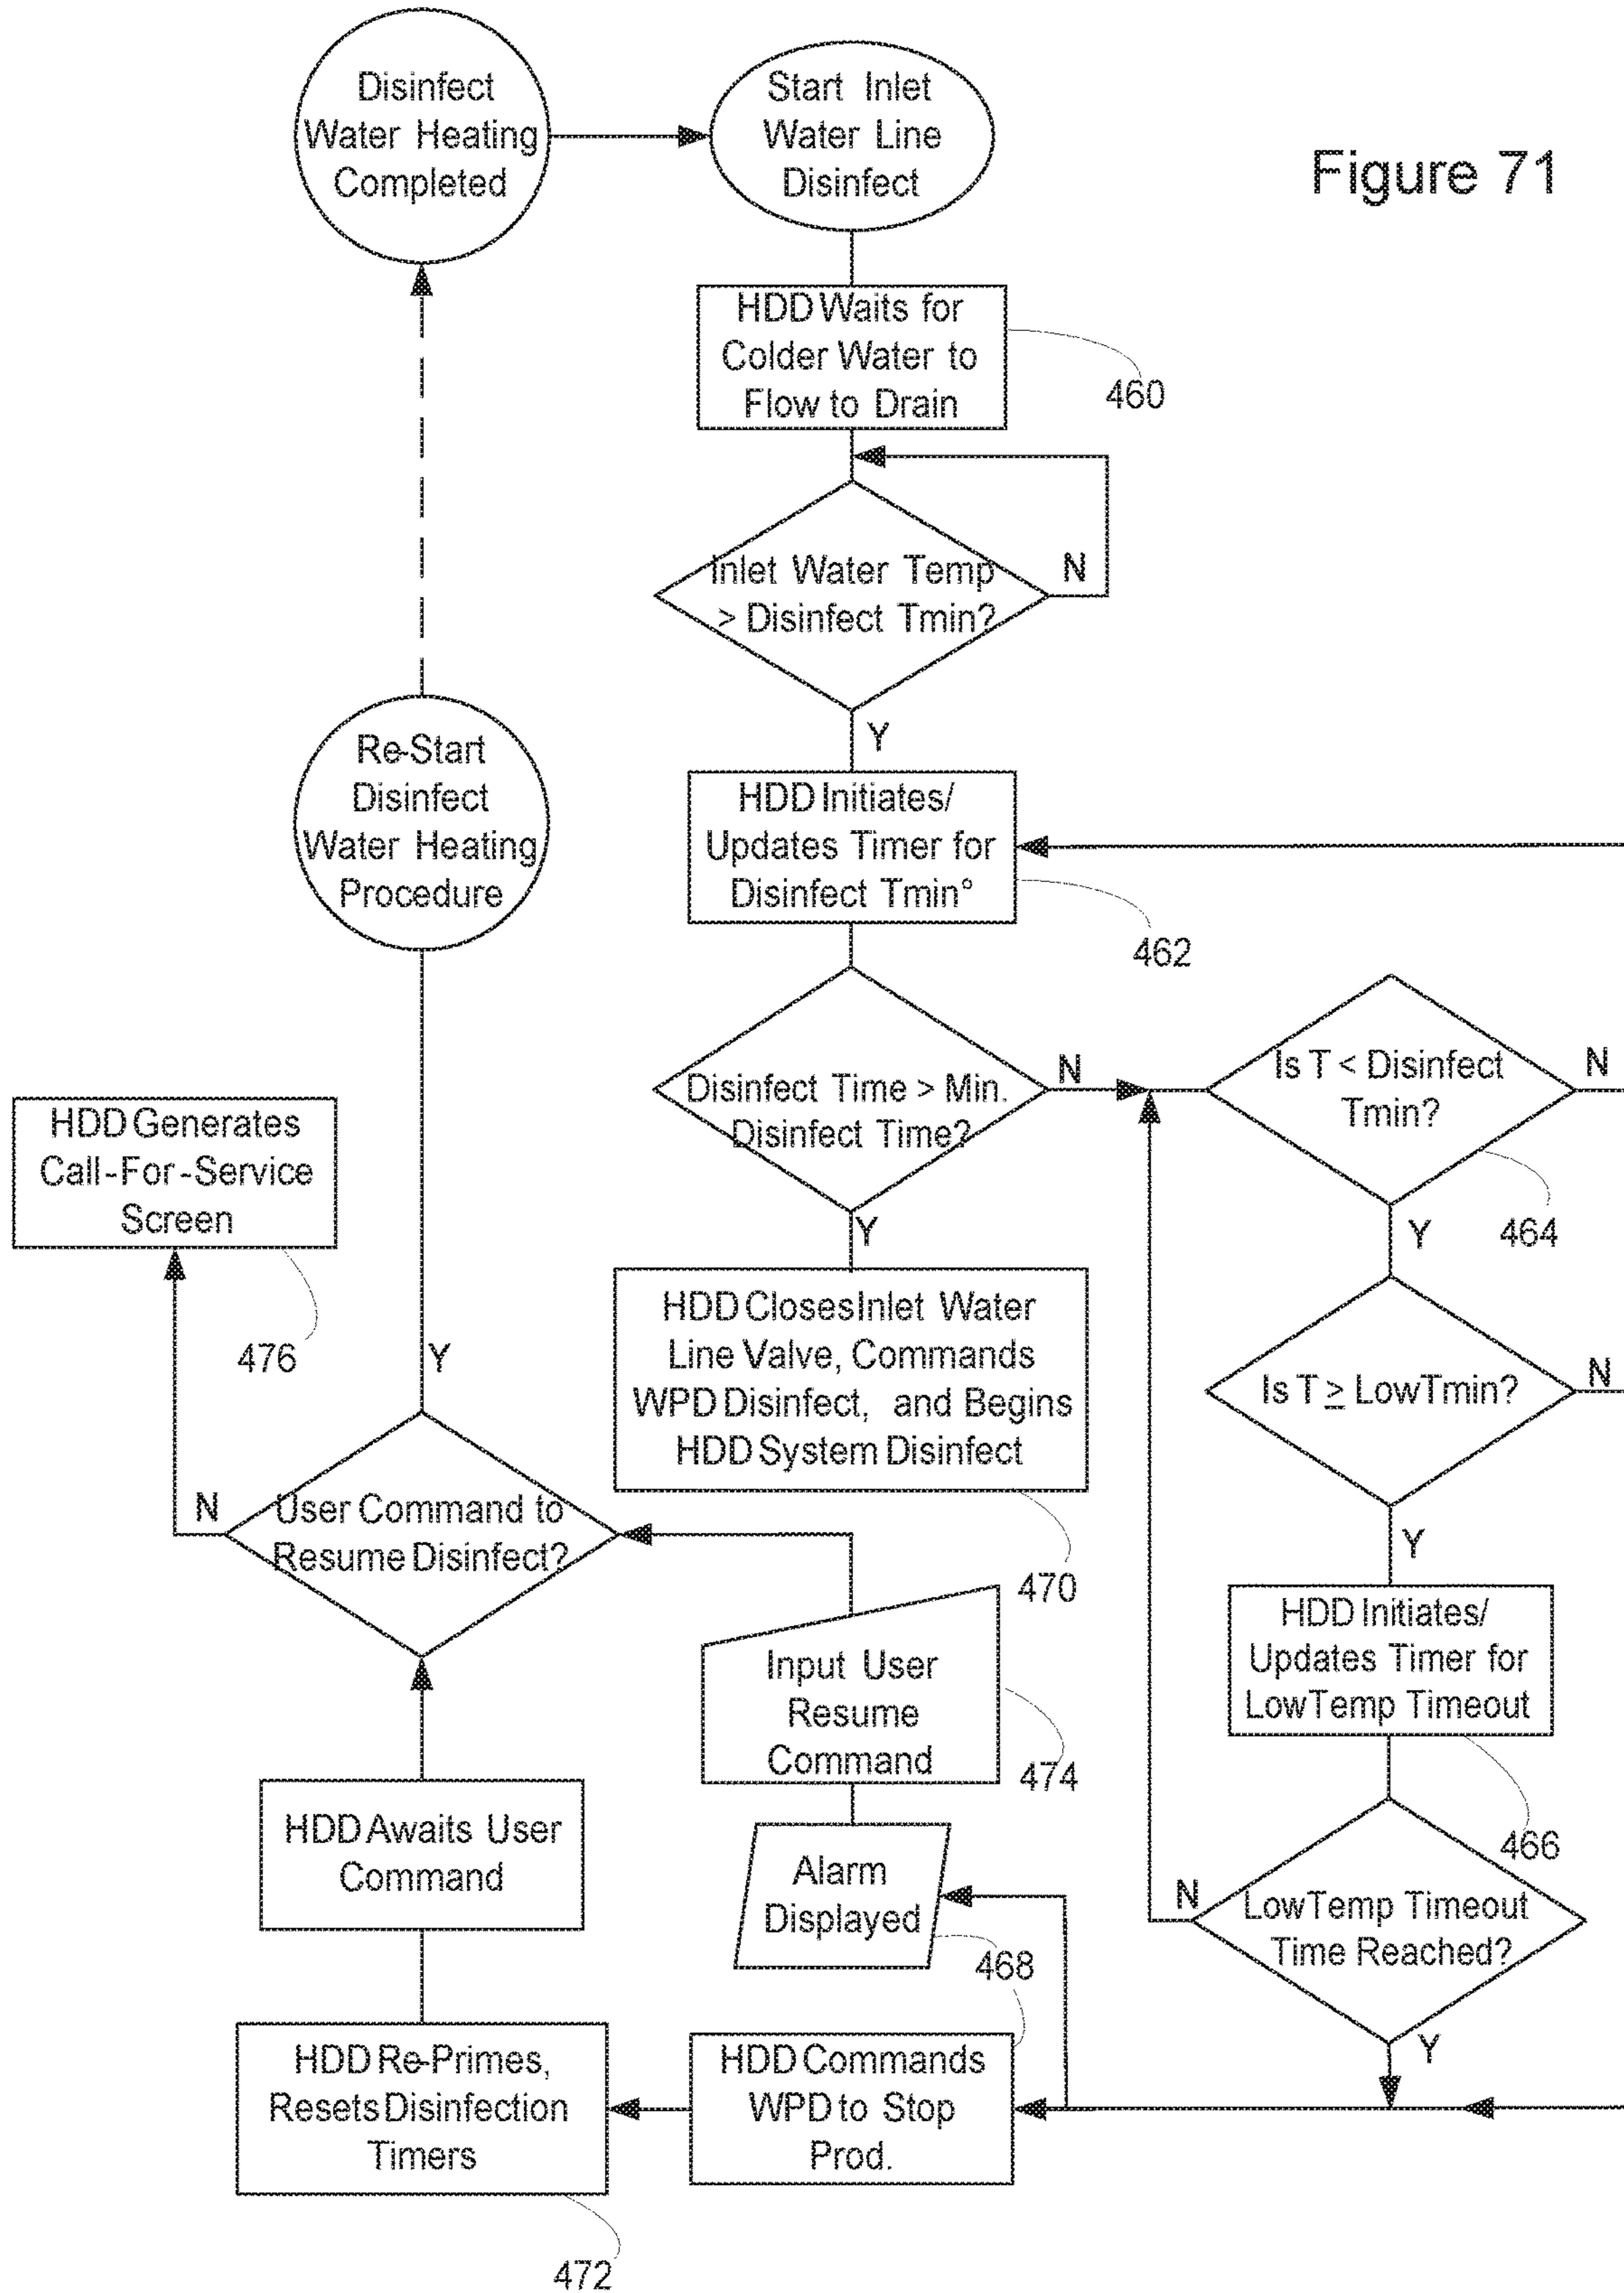 Disinfect
Water Heating
Completed
Start Inlet
Water Line
Disinfect
Figure 71
HDD Waits for
Colder Water to
Flow to Drain
460
Inlet Water Temp
> Disinfect Tmin?
N
Y
Re-Start
Disinfect
Water Heating
Procedure
HDD Initiates/
Updates Timer for
Disinfect Tmin°
462
Disinfect Time > Min.
Disinfect Time?
N
Y
Is T < Disinfect
Tmin?
N
Y
464
HDD Generates
Call-For-Service
Screen
476
Y
HDD Closes Inlet Water
Line Valve, Commands
WPD Disinfect, and Begins
HDD System Disinfect
470
Is T ≥ LowTmin?
N
Y
User Command to
Resume Disinfect?
N
HDD Initiates/
Updates Timer for
LowTemp Timeout
466
Input User
Resume
Command
474
HDD Awaits User
Command
Alarm
Displayed
468
LowTemp Timeout
Time Reached?
N
Y
HDD Re-Primes,
Resets Disinfection
Timers
472
HDD Commands
WPD to Stop
Prod.